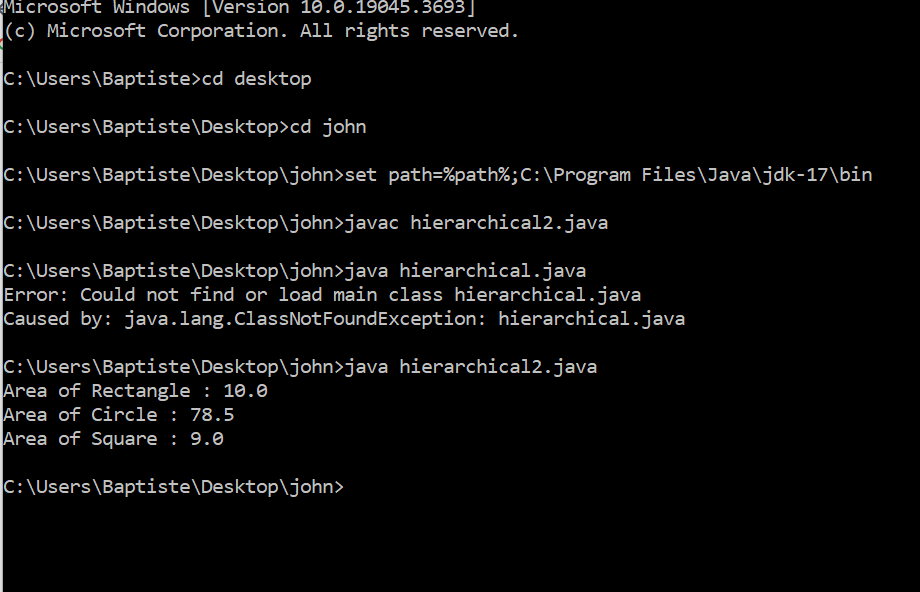 Microsoft Windows [Version 10.0.19045.3693]
(c) Microsoft Corporation. All rights reserved.
C:\Users\Baptiste>cd desktop
C:\Users\Baptiste\Desktop>cd john
C:\Users\Baptiste\Desktop\john>set path=%path%;C:\Program Files\Java\jdk-17\bin
C:\Users\Baptiste\Desktop\john>javac hierarchical2.java
C:\Users\Baptiste\Desktop\john>java hierarchical.java
Error: Could not find or load main class hierarchical.java
Caused by: java.lang.ClassNotFoundException: hierarchical.java
C:\Users\Baptiste\Desktop\john>java hierarchical2.java
Area of Rectangle : 10.0
Area of Circle : 78.5
Area of Square : 9.0
C:\Users\Baptiste\Desktop\john>